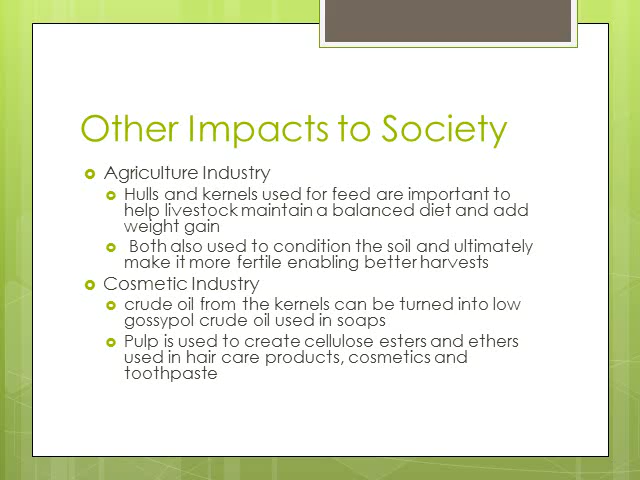 Other Impacts to Society
Agriculture Industry
Hulls and kernels used for feed are important to
help livestock maintain a balanced diet and add
weight gain
Both also used to condition the soil and ultimately
make it more fertile enabling better harvests
Cosmetic Industry
crude oil from the kernels can be turned into low
gossypol crude oil used in soaps
Pulp is used to create cellulose esters and ethers
used in hair care products, cosmetics and
toothpaste